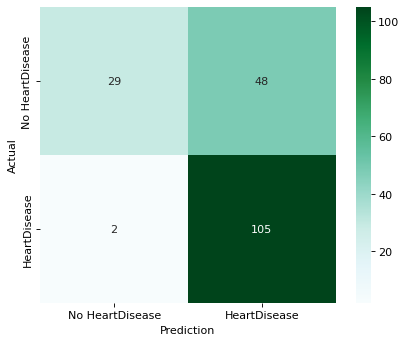 No HeartDisease
HeartDisease
Actual
29
48
2
105
No HeartDisease
HeartDisease
Prediction
100
80
60
40
20